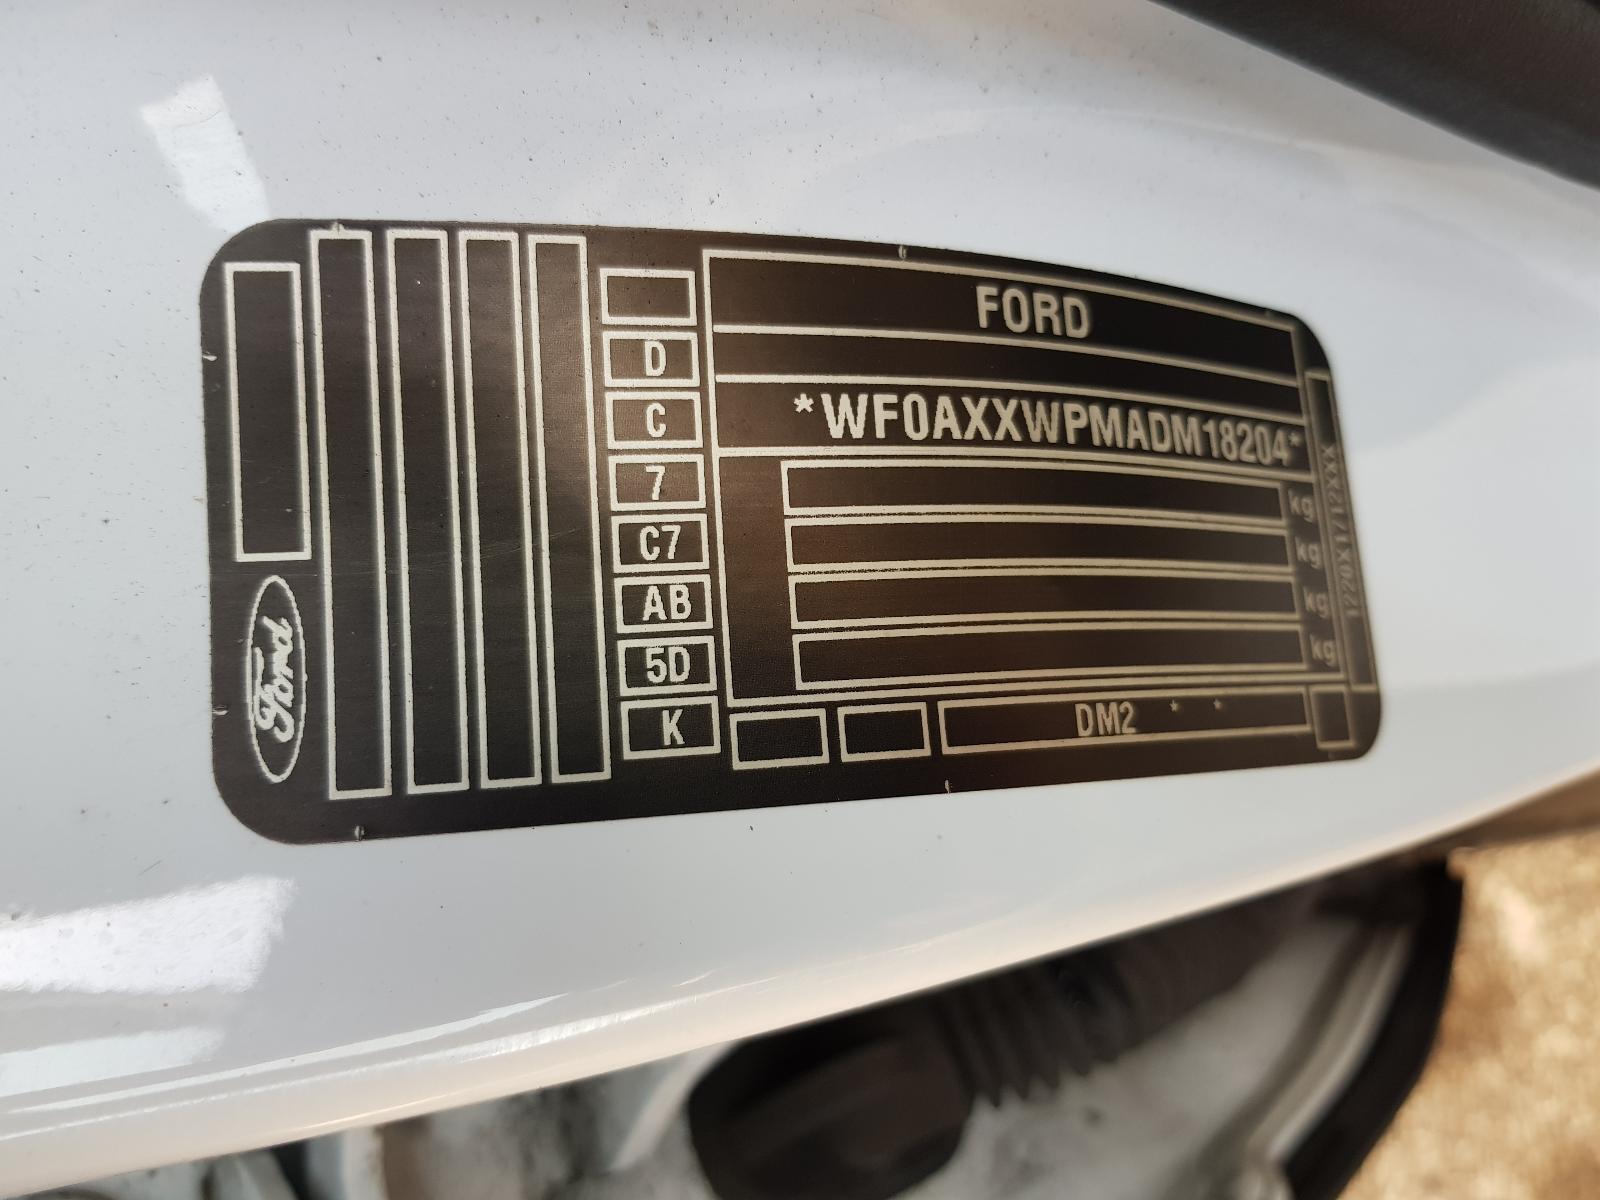 FORD
*WF0AXXWPMADM18204*
D
C
7
C7
AB
5D
K
kg
kg
kg
kg
DM2 * *
Ford